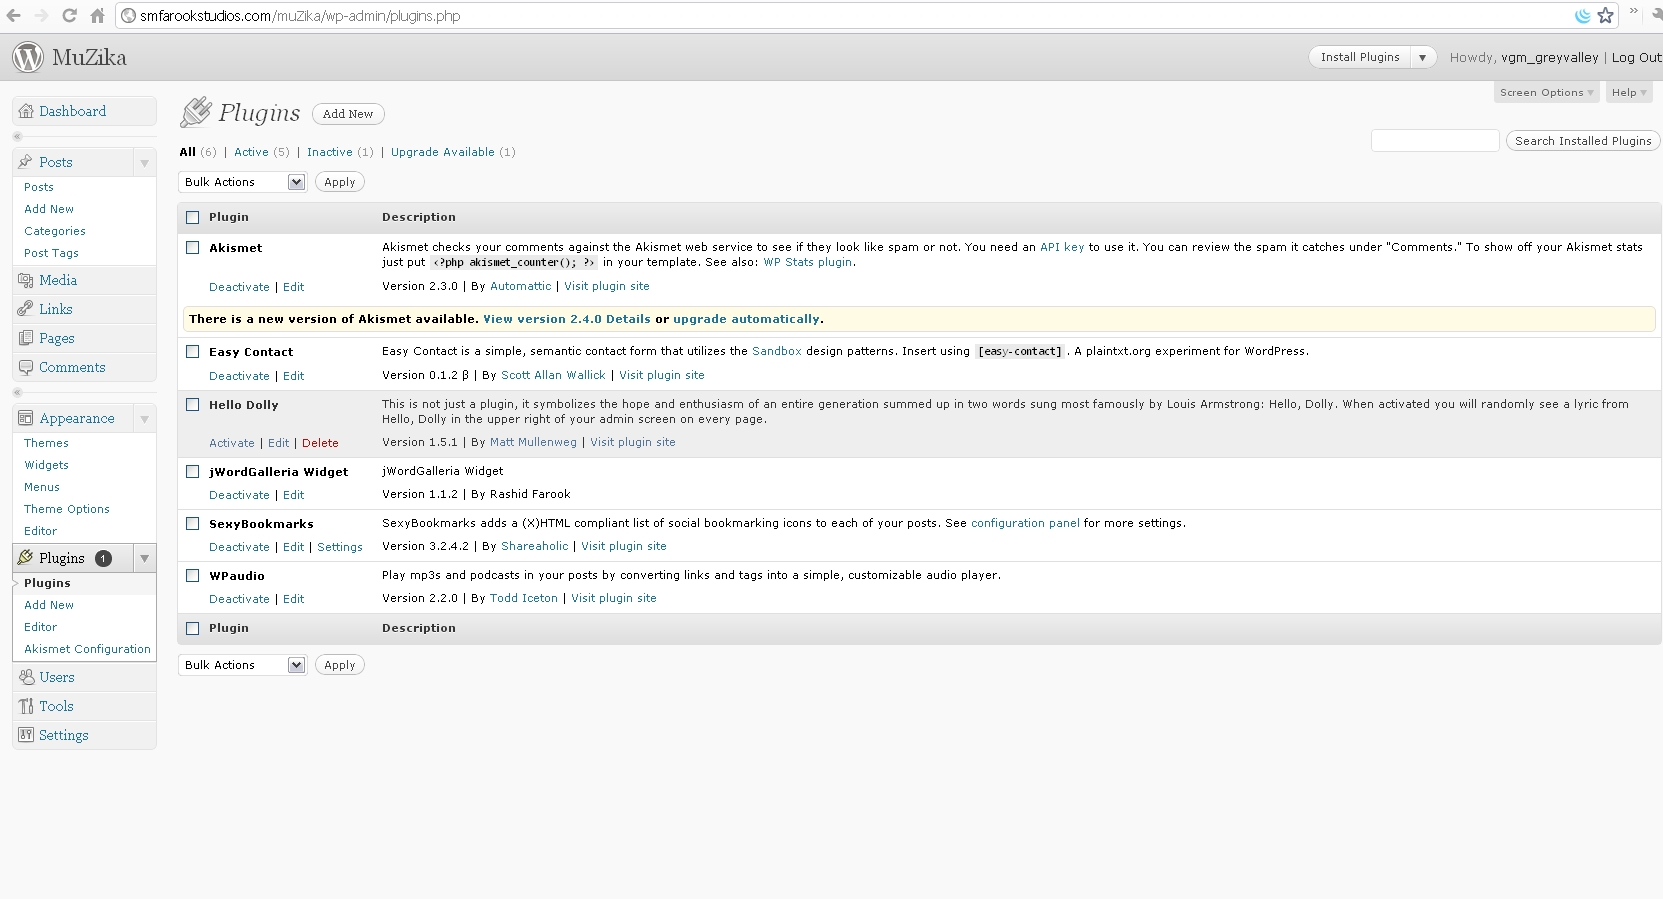 smfarookstudios.com/muZika/wp-admin/plugins.php
MuZika
Install Plugins
Howdy, vgm_greyvalley | Log Out
Screen Options
Help
Dashboard
Posts
Posts
Add New
Categories
Post Tags
Media
Links
Pages
Comments
Appearance
Themes
Widgets
Menus
Theme Options
Editor
Plugins 1
Plugins
Add New
Editor
Akismet Configuration
Users
Tools
Settings
Plugins Add New
All (6) | Active (5) | Inactive (1) | Upgrade Available (1)
Search Installed Plugins
Bulk Actions Apply
Plugin Description
Akismet
Akismet checks your comments against the Akismet web service to see if they look like spam or not. You need an API key to use it. You can review the spam it catches under "Comments." To show off your Akismet stats
just put <?php akismet_counter(); ?> in your template. See also: WP Stats plugin.
Deactivate | Edit
Version 2.3.0 | By Automattic | Visit plugin site
There is a new version of Akismet available. View version 2.4.0 Details or upgrade automatically.
Easy Contact
Easy Contact is a simple, semantic contact form that utilizes the Sandbox design patterns. Insert using [easy-contact]. A plaintxt.org experiment for WordPress.
Deactivate | Edit
Version 0.1.2 β | By Scott Allan Wallick | Visit plugin site
Hello Dolly
This is not just a plugin, it symbolizes the hope and enthusiasm of an entire generation summed up in two words sung most famously by Louis Armstrong: Hello, Dolly. When activated you will randomly see a lyric from
Hello, Dolly in the upper right of your admin screen on every page.
Activate | Edit | Delete
Version 1.5.1 | By Matt Mullenweg | Visit plugin site
jWordGalleria Widget
jWordGalleria Widget
Deactivate | Edit
Version 1.1.2 | By Rashid Farook
SexyBookmarks
SexyBookmarks adds a (X)HTML compliant list of social bookmarking icons to each of your posts. See configuration panel for more settings.
Deactivate | Edit | Settings
Version 3.2.4.2 | By Shareaholic | Visit plugin site
WPaudio
Play mp3s and podcasts in your posts by converting links and tags into a simple, customizable audio player.
Deactivate | Edit
Version 2.2.0 | By Todd Iceton | Visit plugin site
Plugin Description
Bulk Actions Apply